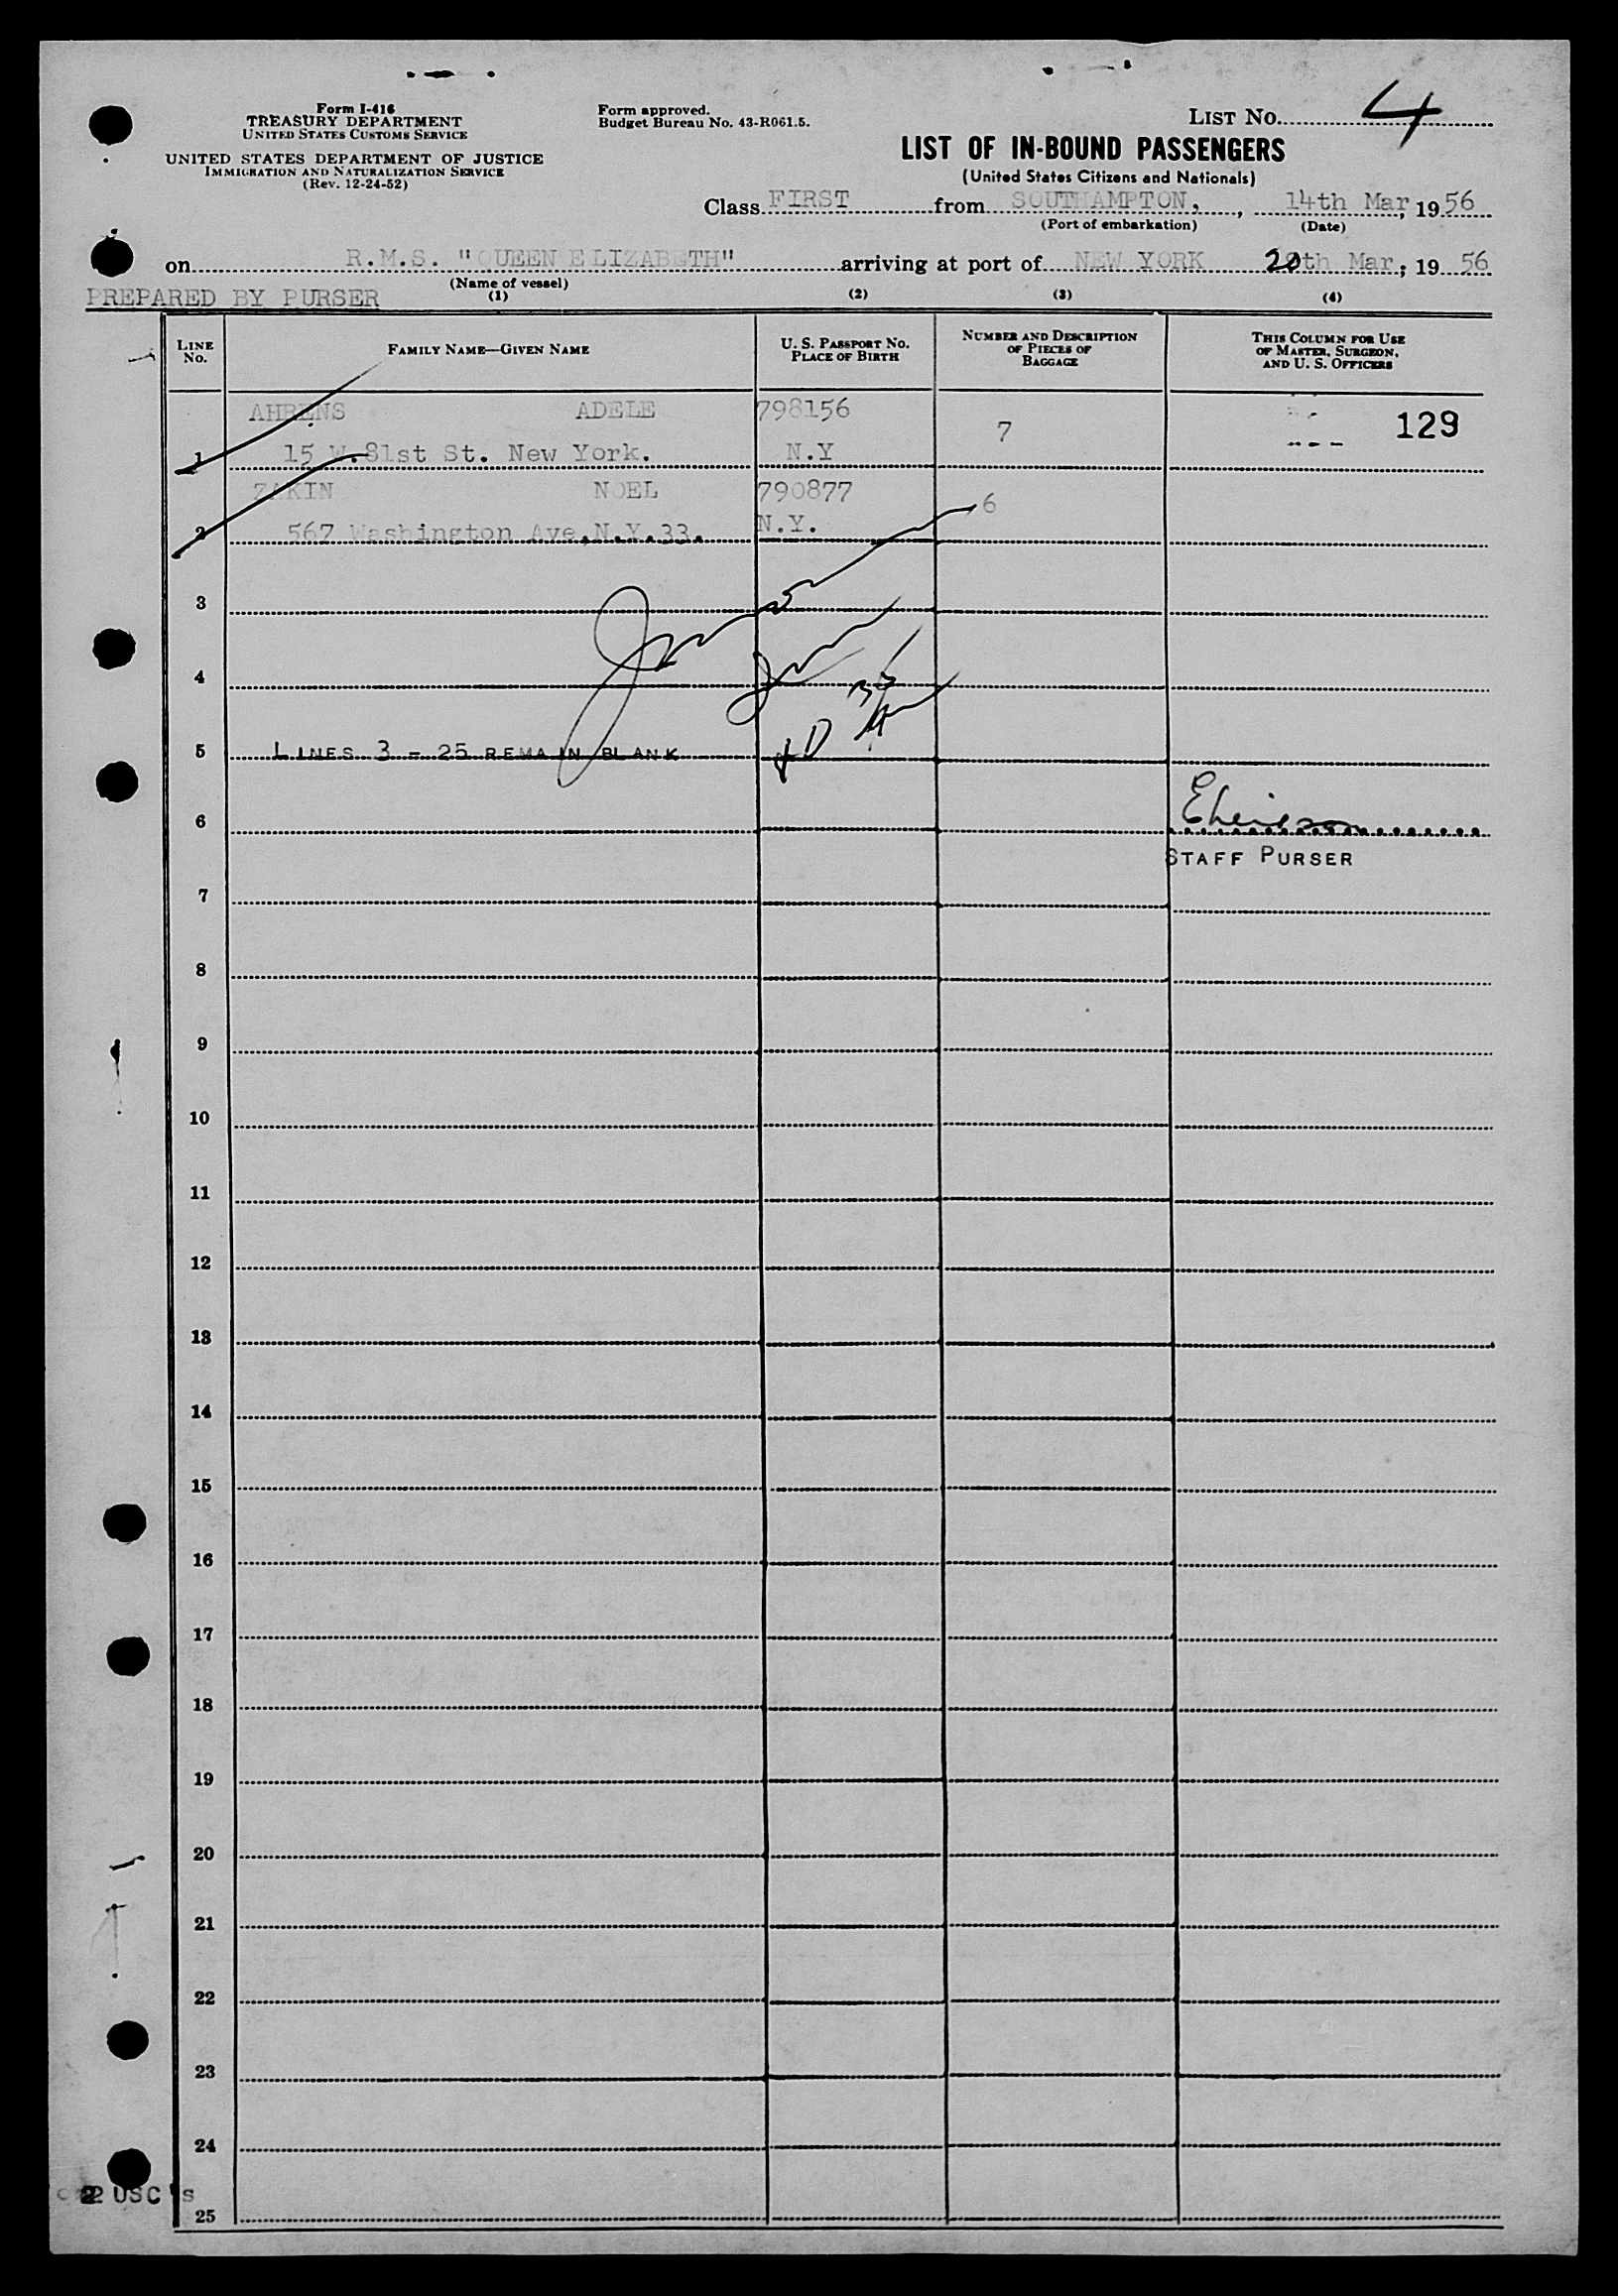 Form I-416
TREASURY DEPARTMENT
UNITED STATES CUSTOMS SERVICE
UNITED STATES DEPARTMENT OF JUSTICE
IMMIGRATION AND NATURALIZATION SERVICE
(Rev. 12-24-52)
Form approved.
Budget Bureau No. 43-R061.5.
LIST No. 4
LIST OF IN-BOUND PASSENGERS
(United States Citizens and Nationals)
Class FIRST from SOUTHAMPTON, , 14th Mar, 19 56
(Port of embarkation) (Date)
on R.M.S. "QUEEN ELIZABETH" arriving at port of NEW YORK 20th Mar, 19 56
(Name of vessel)
PREPARED BY PURSER (1) (2) (3) (4)
LINE No. FAMILY NAME—GIVEN NAME U. S. PASSPORT No. PLACE OF BIRTH NUMBER AND DESCRIPTION OF PIECES OF BAGGAGE THIS COLUMN FOR USE OF MASTER, SURGEON, AND U. S. OFFICERS
AHRENS ADELE 798156 7 129
1 15 W.81st St. New York. N.Y
ZAKIN NOEL 790877 6
2 567 Washington Ave,N.Y.33. N.Y.
3
4
5 LINES 3 - 25 REMAIN BLANK
6
STAFF PURSER
7
8
9
10
11
12
13
14
15
16
17
18
19
20
21
22
23
24
2 USC's
25